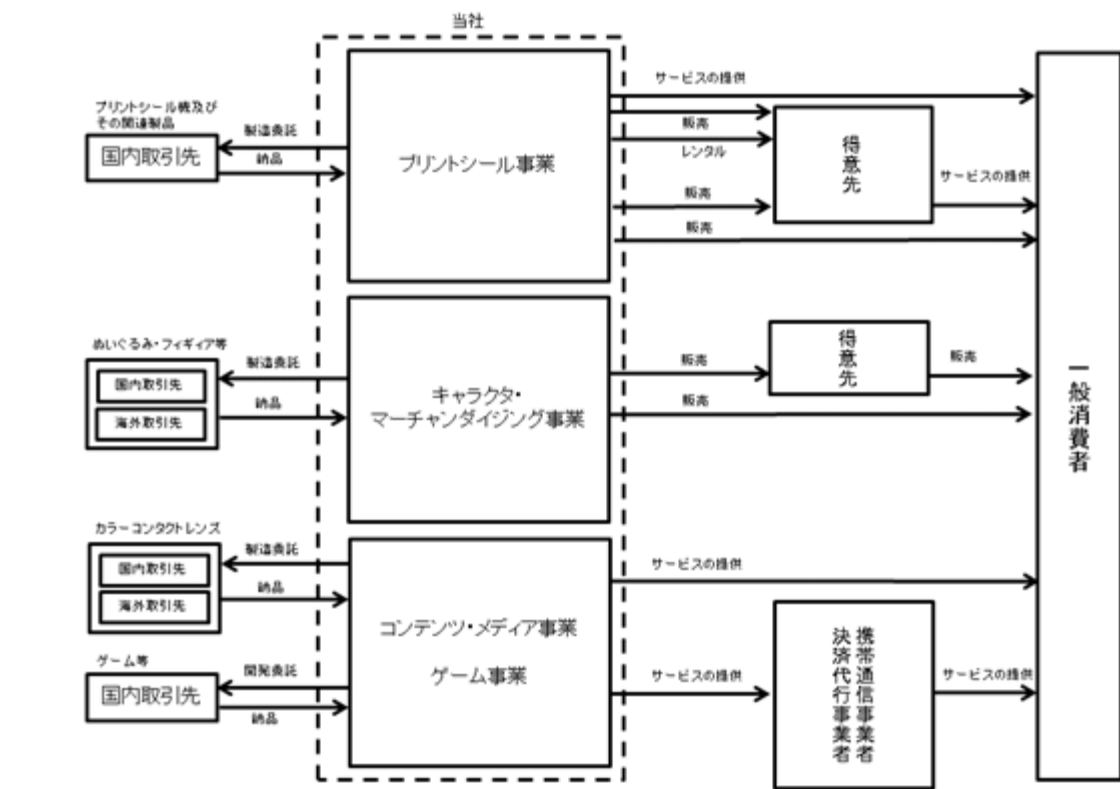 当社
プリントシール機及び
その関連製品
国内取引先
製造委託
納品
プリントシール事業
サービスの提供
販売
レンタル
販売
販売
得意先
サービスの提供
ぬいぐるみ・フィギィア等
国内取引先
海外取引先
製造委託
納品
キャラクタ・
マーチャンダイジング事業
販売
販売
得意先
販売
一般消費者
カラーコンタクトレンズ
国内取引先
海外取引先
製造委託
納品
ゲーム等
国内取引先
開発委託
納品
コンテンツ・メディア事業
ゲーム事業
サービスの提供
サービスの提供
携帯通信事業者
決済代行事業者
サービスの提供